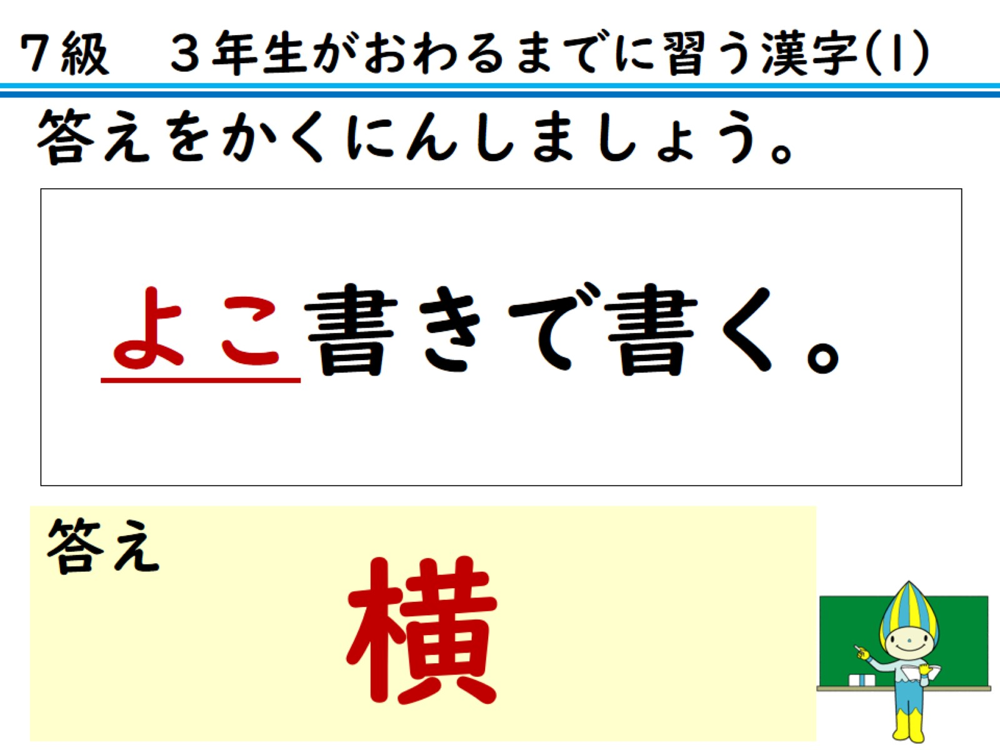 ７級　３年生がおわるまでに習う漢字(1)
答えをかくにんしましょう。
よこ書きで書く。
答え
横